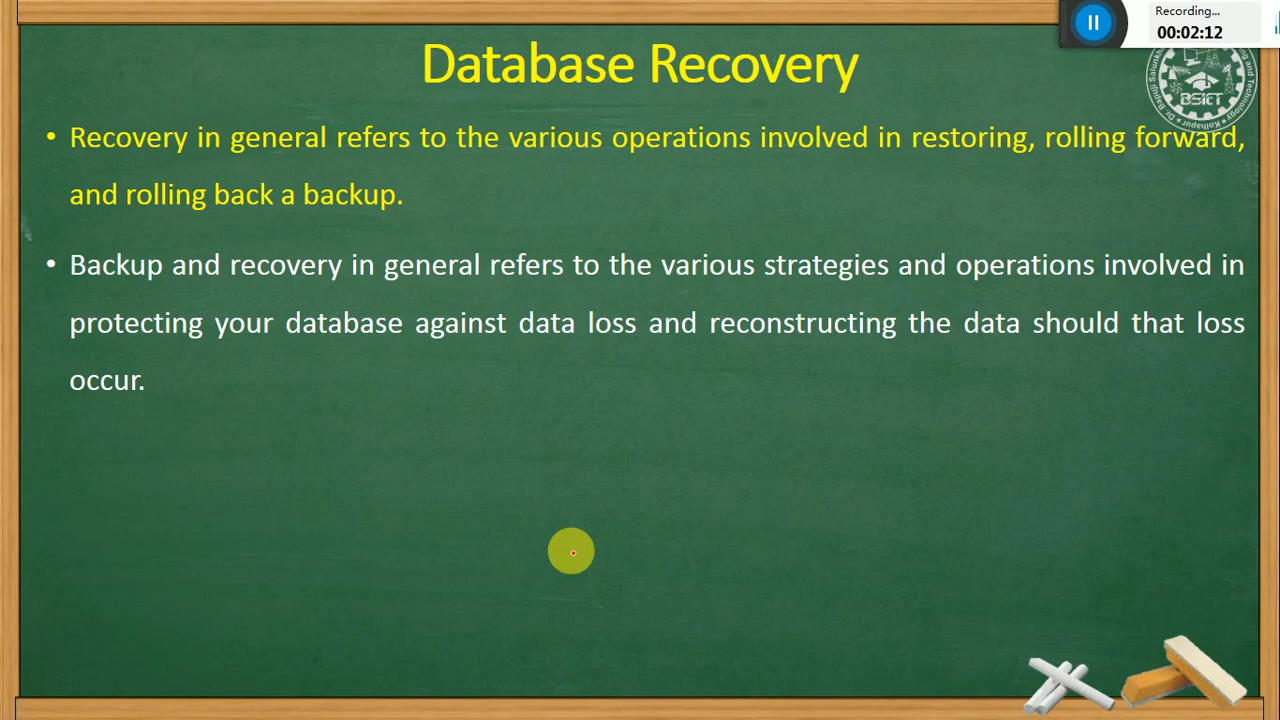 Recording...
00:02:12
Database Recovery
BSIET
• Recovery in general refers to the various operations involved in restoring, rolling forward,
and rolling back a backup.
• Backup and recovery in general refers to the various strategies and operations involved in
protecting your database against data loss and reconstructing the data should that loss
occur.